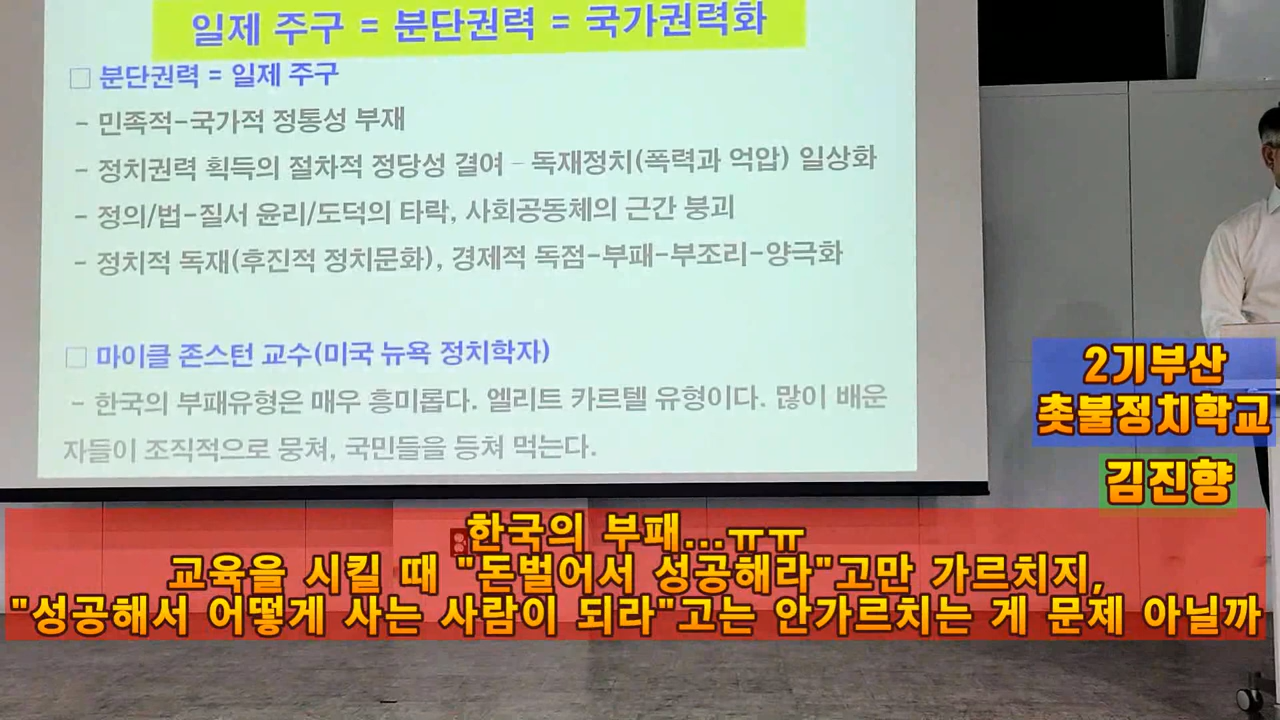 일제 주구 = 분단권력 = 국가권력화
□ 분단권력 = 일제 주구
- 민족적-국가적 정통성 부재
- 정치권력 획득의 절차적 정당성 결여 - 독재정치(폭력과 억압) 일상화
- 정의/법-질서 윤리/도덕의 타락, 사회공동체의 근간 붕괴
- 정치적 독재(후진적 정치문화), 경제적 독점-부패-부조리-양극화
□ 마이클 존스턴 교수(미국 뉴욕 정치학자)
- 한국의 부패유형은 매우 흥미롭다. 엘리트 카르텔 유형이다. 많이 배운
자들이 조직적으로 뭉쳐, 국민들을 등쳐 먹는다.
2기부산
촛불정치학교
김진향
한국의 부패...ㅠㅠ
교육을 시킬 때 "돈벌어서 성공해라"고만 가르치지,
"성공해서 어떻게 사는 사람이 되라"고는 안가르치는 게 문제 아닐까